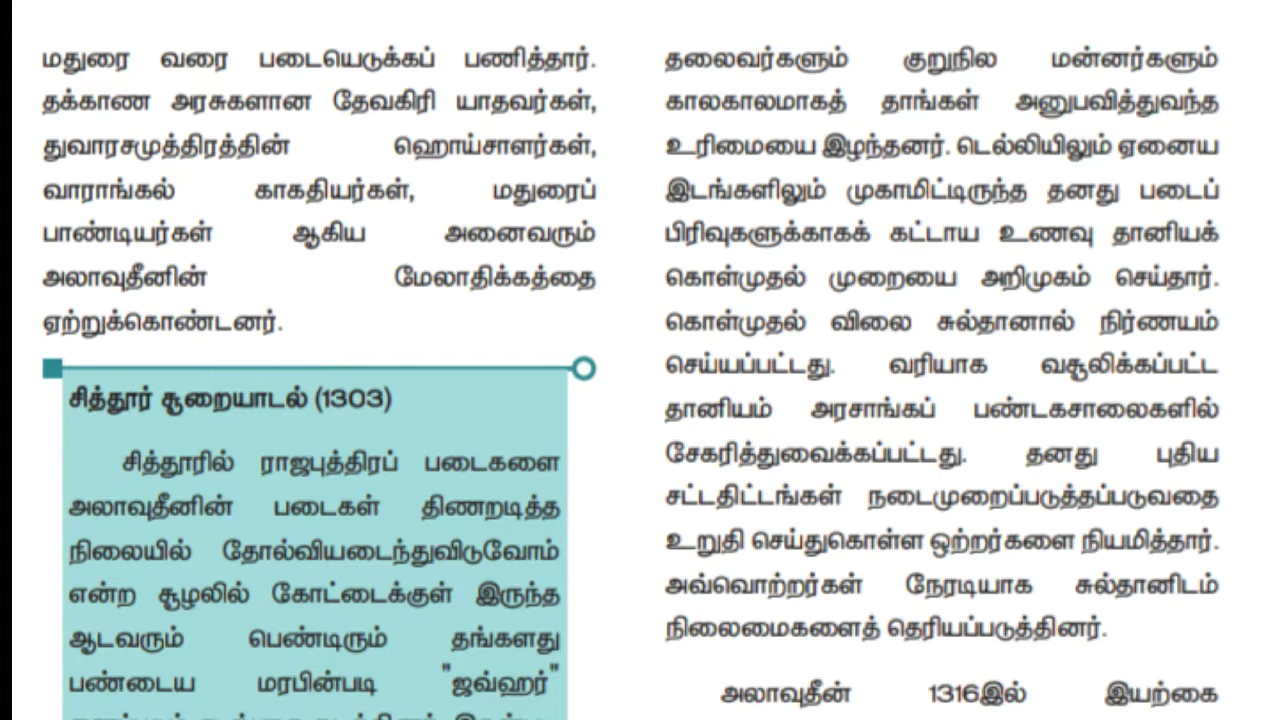 மதுரை வரை படையெடுக்கப் பணித்தார்.
தக்காண அரசுகளான தேவகிரி யாதவர்கள்,
துவாரசமுத்திரத்தின் ஹொய்சாளர்கள்,
வாராங்கல் காகதியர்கள், மதுரைப்
பாண்டியர்கள் ஆகிய அனைவரும்
அலாவுதீனின் மேலாதிக்கத்தை
ஏற்றுக்கொண்டனர்.
சித்தூர் சூறையாடல் (1303)
சித்தூரில் ராஜபுத்திரப் படைகளை
அலாவுதீனின் படைகள் திணறடித்த
நிலையில் தோல்வியடைந்துவிடுவோம்
என்ற சூழலில் கோட்டைக்குள் இருந்த
ஆடவரும் பெண்டிரும் தங்களது
பண்டைய மரபின்படி "ஜவ்ஹர்"
தலைவர்களும் குறுநில மன்னர்களும்
காலகாலமாகத் தாங்கள் அனுபவித்துவந்த
உரிமையை இழந்தனர். டெல்லியிலும் ஏனைய
இடங்களிலும் முகாமிட்டிருந்த தனது படைப்
பிரிவுகளுக்காகக் கட்டாய உணவு தானியக்
கொள்முதல் முறையை அறிமுகம் செய்தார்.
கொள்முதல் விலை சுல்தானால் நிர்ணயம்
செய்யப்பட்டது. வரியாக வசூலிக்கப்பட்ட
தானியம் அரசாங்கப் பண்டகசாலைகளில்
சேகரித்துவைக்கப்பட்டது. தனது புதிய
சட்டதிட்டங்கள் நடைமுறைப்படுத்தப்படுவதை
உறுதி செய்துகொள்ள ஒற்றர்களை நியமித்தார்.
அவ்வொற்றர்கள் நேரடியாக சுல்தானிடம்
நிலைமைகளைத் தெரியப்படுத்தினர்.
அலாவுதீன் 1316இல் இயற்கை